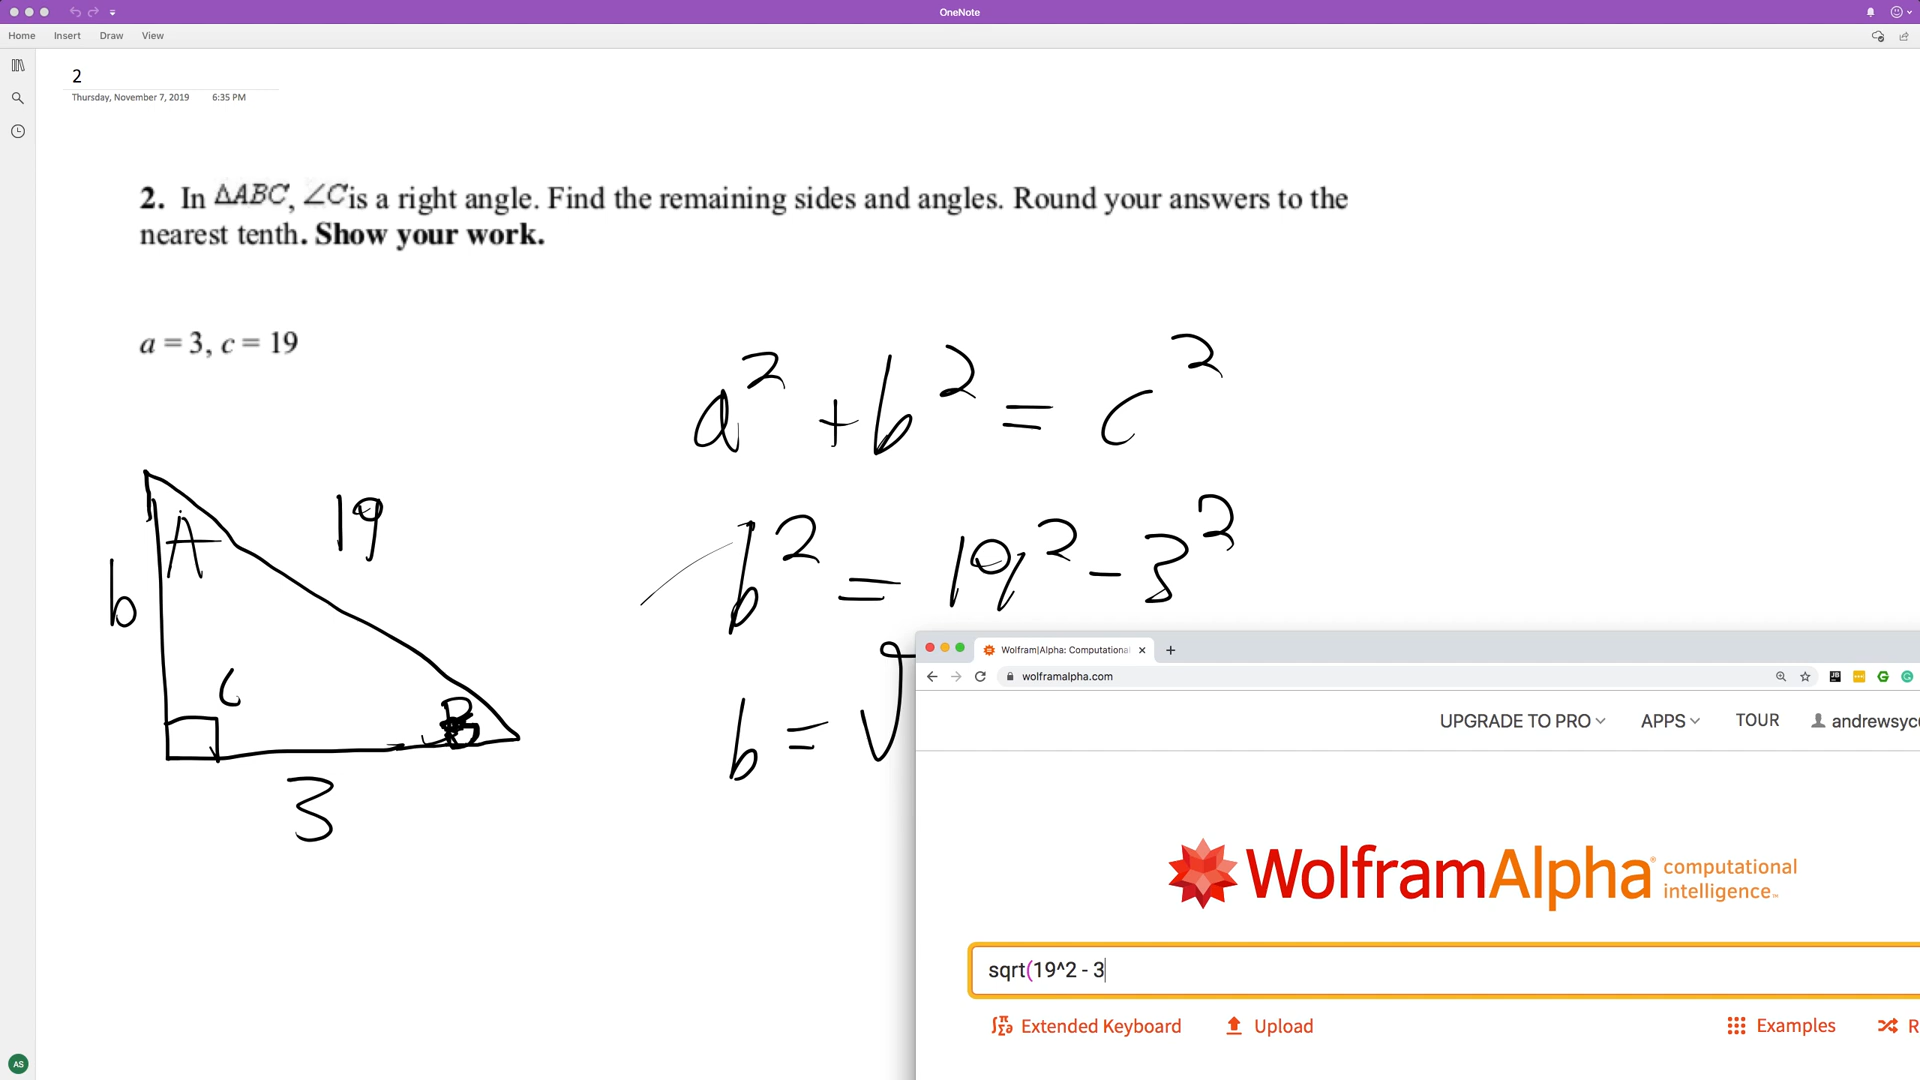 OneNote
Home Insert Draw View
2
Thursday, November 7, 2019 6:35 PM
2. In ΔABC, ∠C is a right angle. Find the remaining sides and angles. Round your answers to the
nearest tenth. Show your work.
a = 3, c = 19
a² + b² = c²
19
A
b
b² = 19² - 3²
C
B
3
b = √
Wolfram|Alpha: Computational
wolframalpha.com
UPGRADE TO PRO APPS TOUR andrewsyc
WolframAlpha computational
intelligence™
sqrt(19^2 - 3
Extended Keyboard Upload Examples R
AS